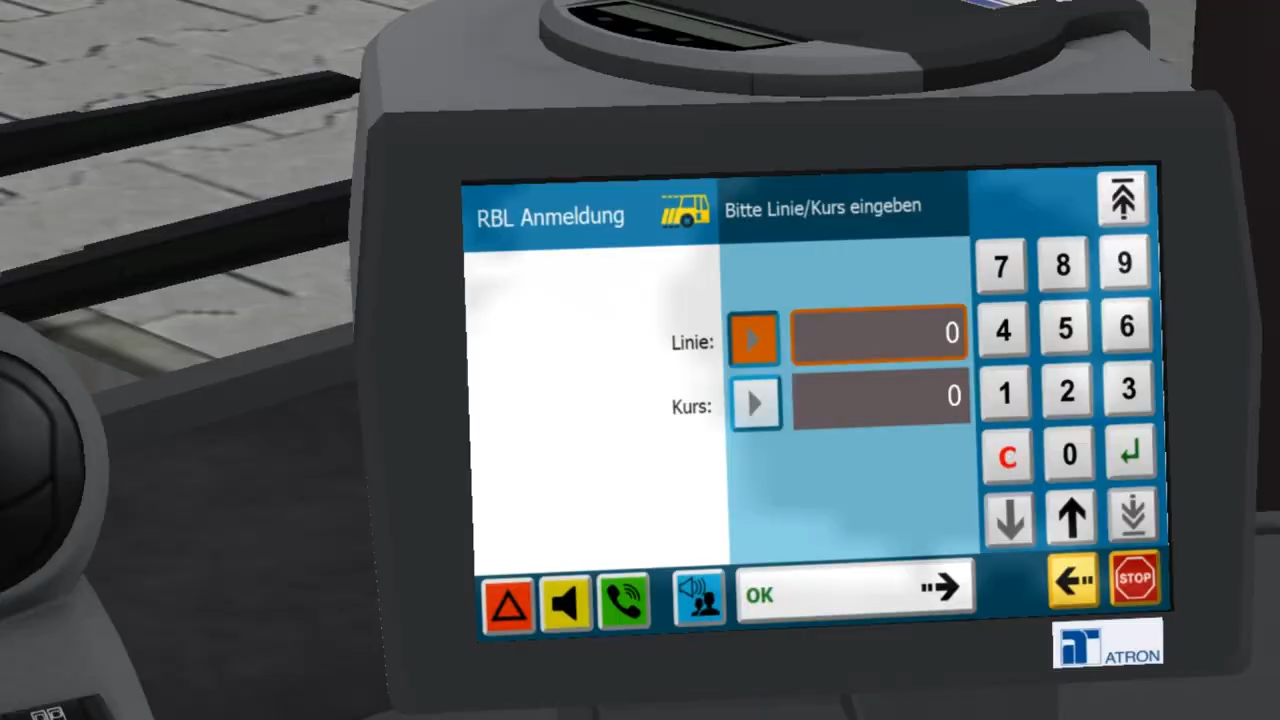 RBL Anmeldung
Bitte Linie/Kurs eingeben
7 8 9
Linie: 0
4 5 6
Kurs: 0
1 2 3
C 0
OK
STOP
ATRON